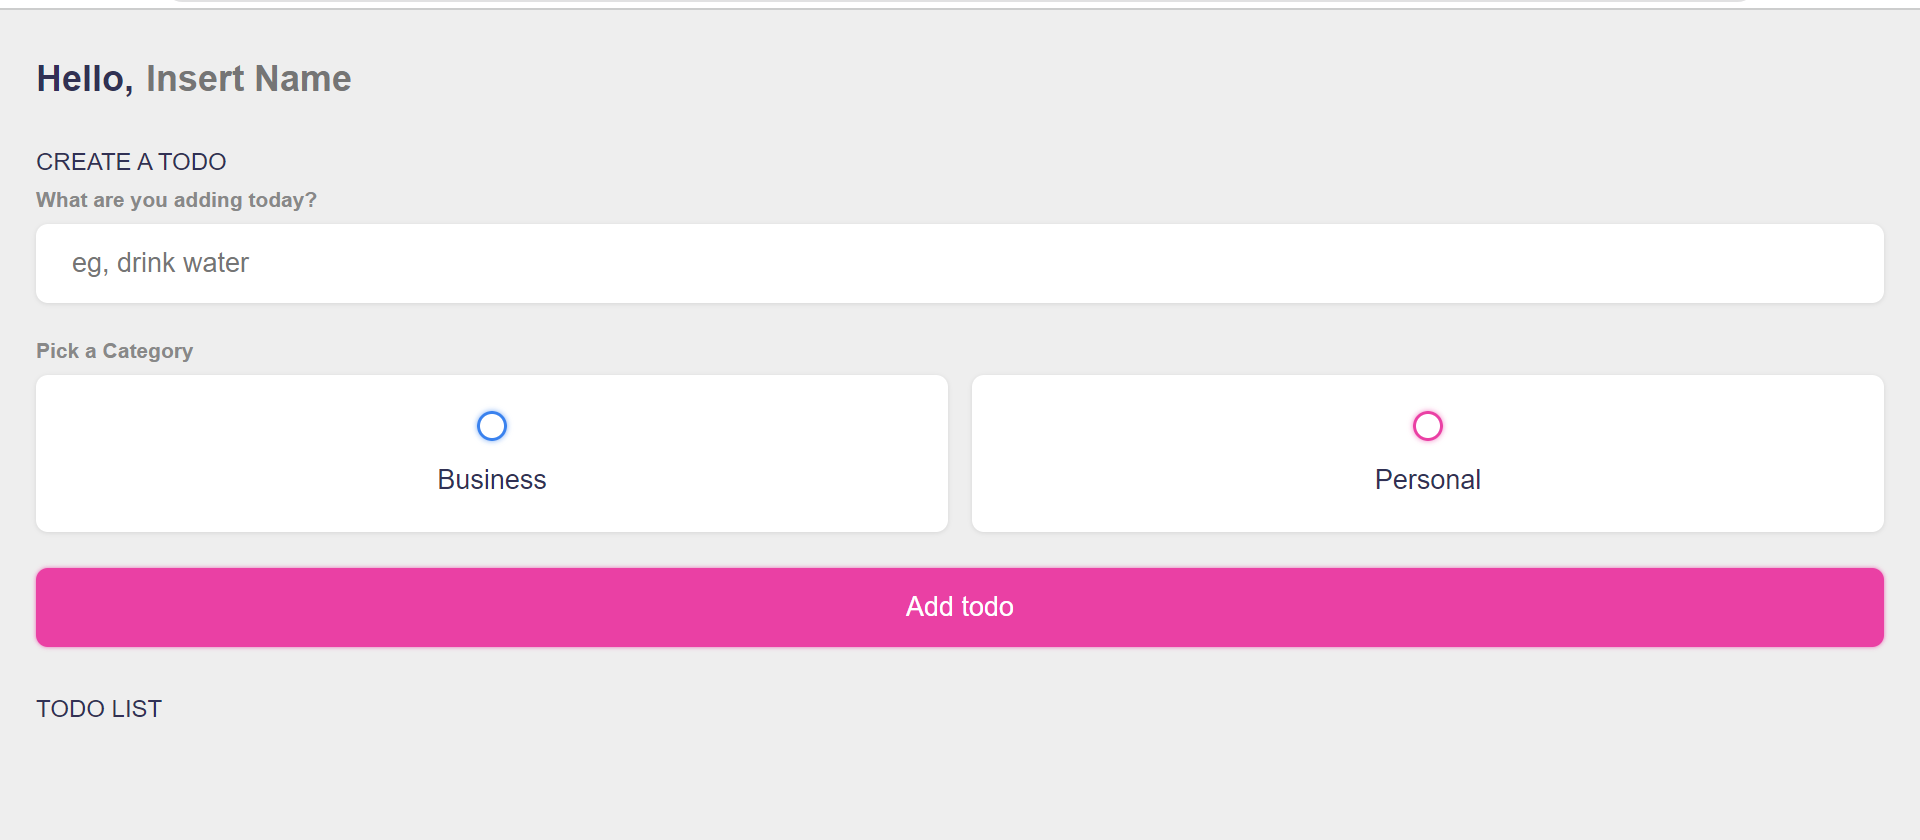 Hello, Insert Name
CREATE A TODO
What are you adding today?
eg, drink water
Pick a Category
Business
Personal
Add todo
TODO LIST